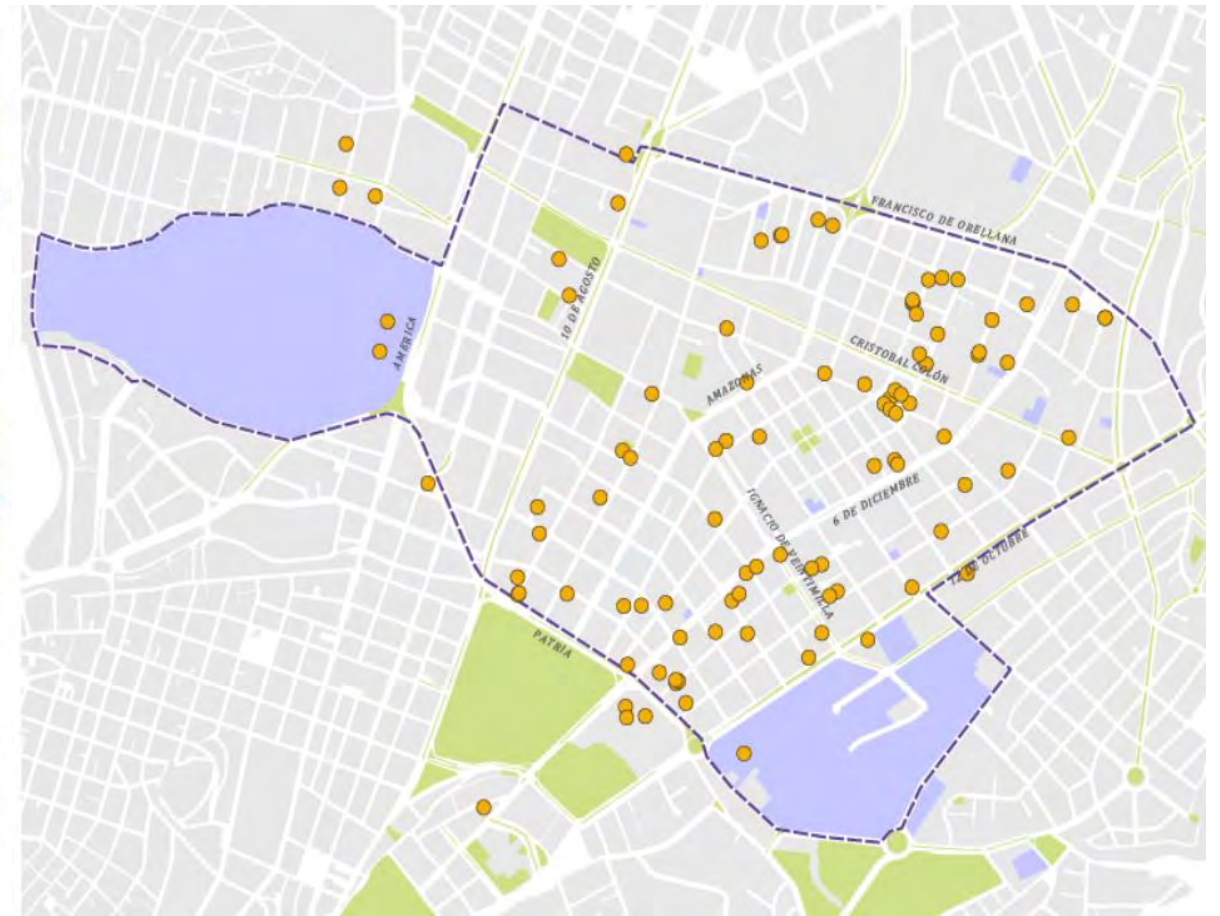 FRANCISCO DE ORELLANA
10 DE AGOSTO
AMERICA
CRISTOBAL COLÓN
AMAZONAS
IGNACIO DE VEINTIMILLA
6 DE DICIEMBRE
12 DE OCTUBRE
PATRIA